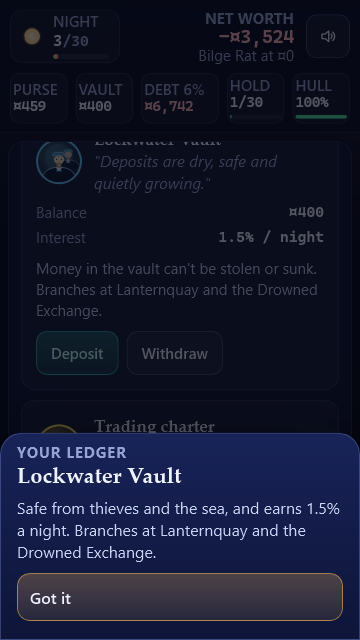 NIGHT
3/30
NET WORTH
−¤3,524
Bilge Rat at ¤0
PURSE
¤459
VAULT
¤400
DEBT 6%
¤6,742
HOLD
1/30
HULL
100%
Lockwater Vault
"Deposits are dry, safe and
quietly growing."
Balance
¤400
Interest
1.5% / night
Money in the vault can't be stolen or sunk.
Branches at Lanternquay and the Drowned
Exchange.
Deposit
Withdraw
Trading charter
YOUR LEDGER
Lockwater Vault
Safe from thieves and the sea, and earns 1.5%
a night. Branches at Lanternquay and the
Drowned Exchange.
Got it